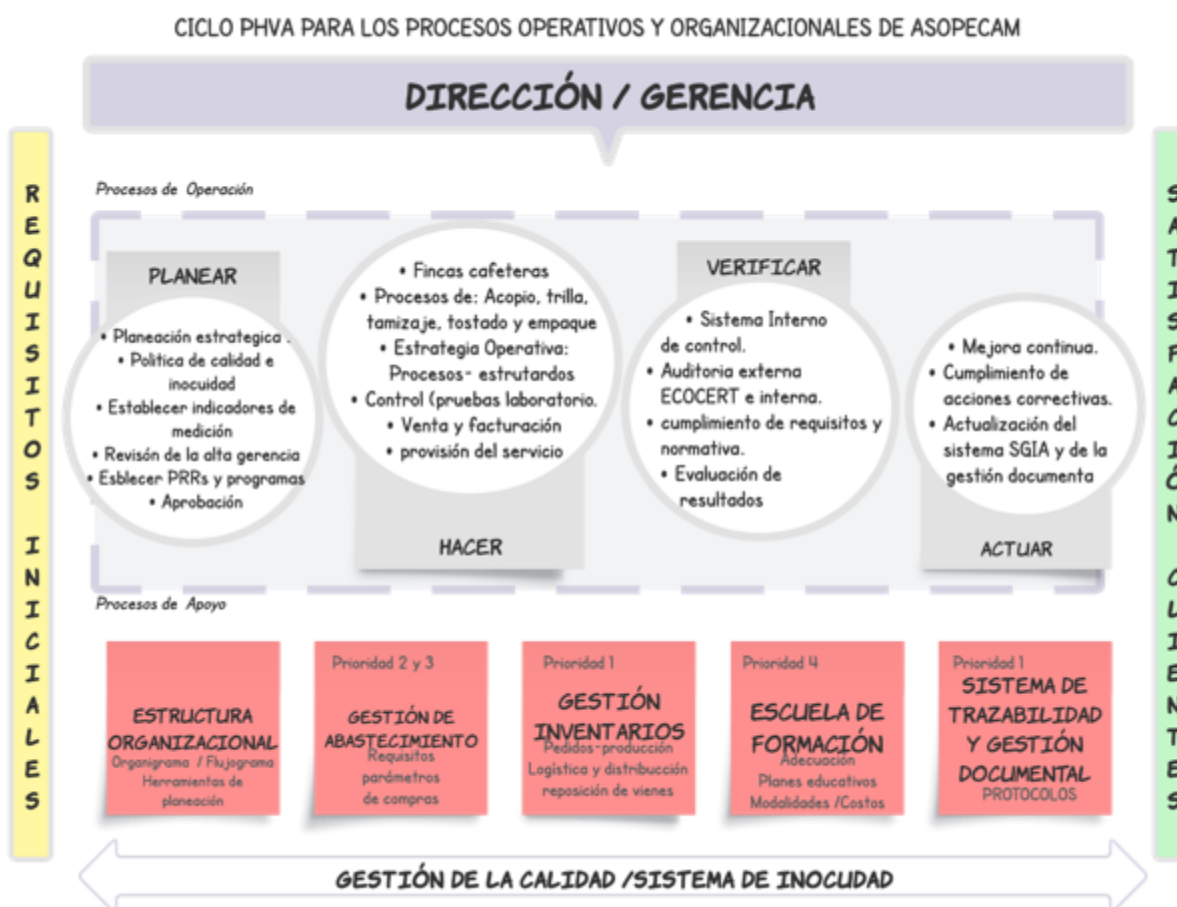 CICLO PHVA PARA LOS PROCESOS OPERATIVOS Y ORGANIZACIONALES DE ASOPECAM
DIRECCIÓN / GERENCIA
REQUISITOS INICIALES
Procesos de Operación
PLANEAR
• Planeación estrategica .
• Politica de calidad e
inocuidad
• Establecer indicadores de
medición
• Revisón de la alta gerencia
• Esblecer PRRs y programas
• Aprobación
• Fincas cafeteras
• Procesos de: Acopio, trilla,
tamizaje, tostado y empaque
• Estrategia Operativa:
Procesos- estrutardos
• Control (pruebas laboratorio.
• Venta y facturación
• provisión del servicio
HACER
VERIFICAR
• Sistema Interno
de control.
• Auditoria externa
ECOCERT e interna.
• cumplimiento de requisitos y
normativa.
• Evaluación de
resultados
• Mejora continua.
• Cumplimiento de
acciones correctivas.
• Actualización del
sistema SGIA y de la
gestión documenta
ACTUAR
SATISFACCIÓN CLIENTES
Procesos de Apoyo
ESTRUCTURA
ORGANIZACIONAL
Organigrama / Flujograma
Herramientas de
planeación
Prioridad 2 y 3
GESTIÓN DE
ABASTECIMIENTO
Requisitos
parámetros
de compras
Prioridad 1
GESTIÓN
INVENTARIOS
Pedidos-producción
Logística y distribucción
reposición de vienes
Prioridad 4
ESCUELA DE
FORMACIÓN
Adecuación
Planes educativos
Modalidades /Costos
Prioridad 1
SISTEMA DE
TRAZABILIDAD
Y GESTIÓN
DOCUMENTAL
PROTOCOLOS
GESTIÓN DE LA CALIDAD /SISTEMA DE INOCUDAD